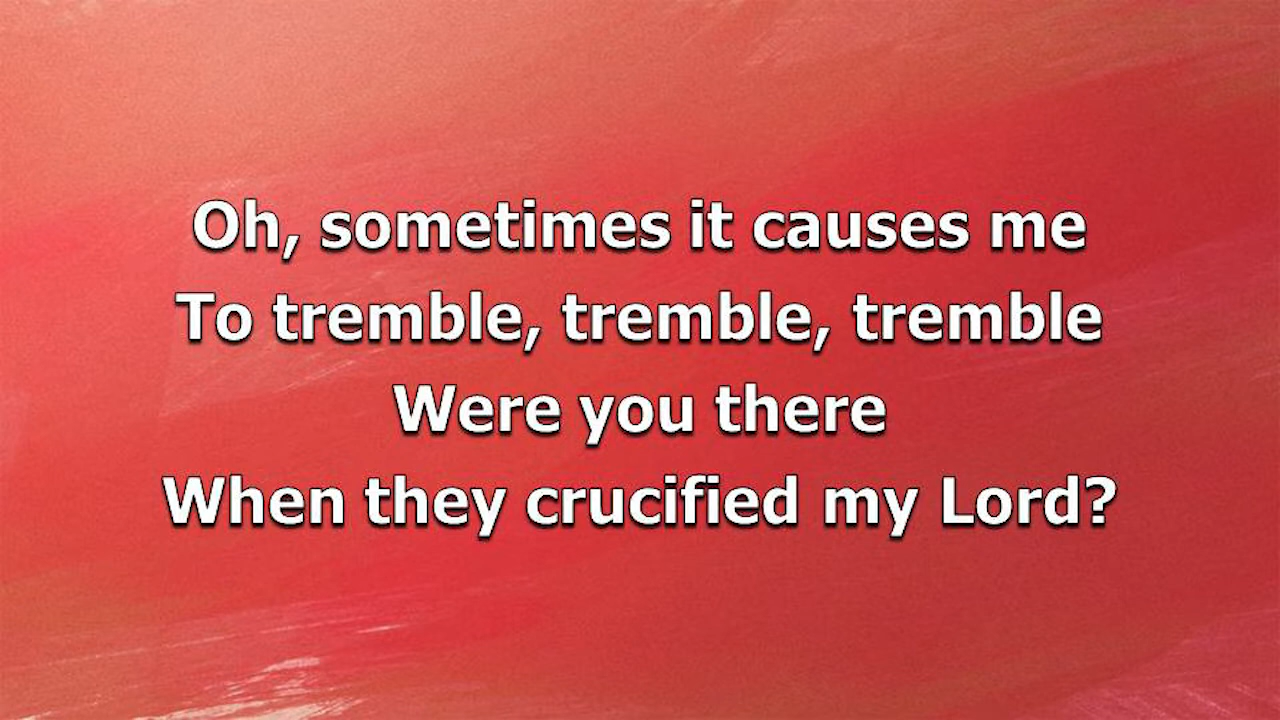 Oh, sometimes it causes me
To tremble, tremble, tremble
Were you there
When they crucified my Lord?